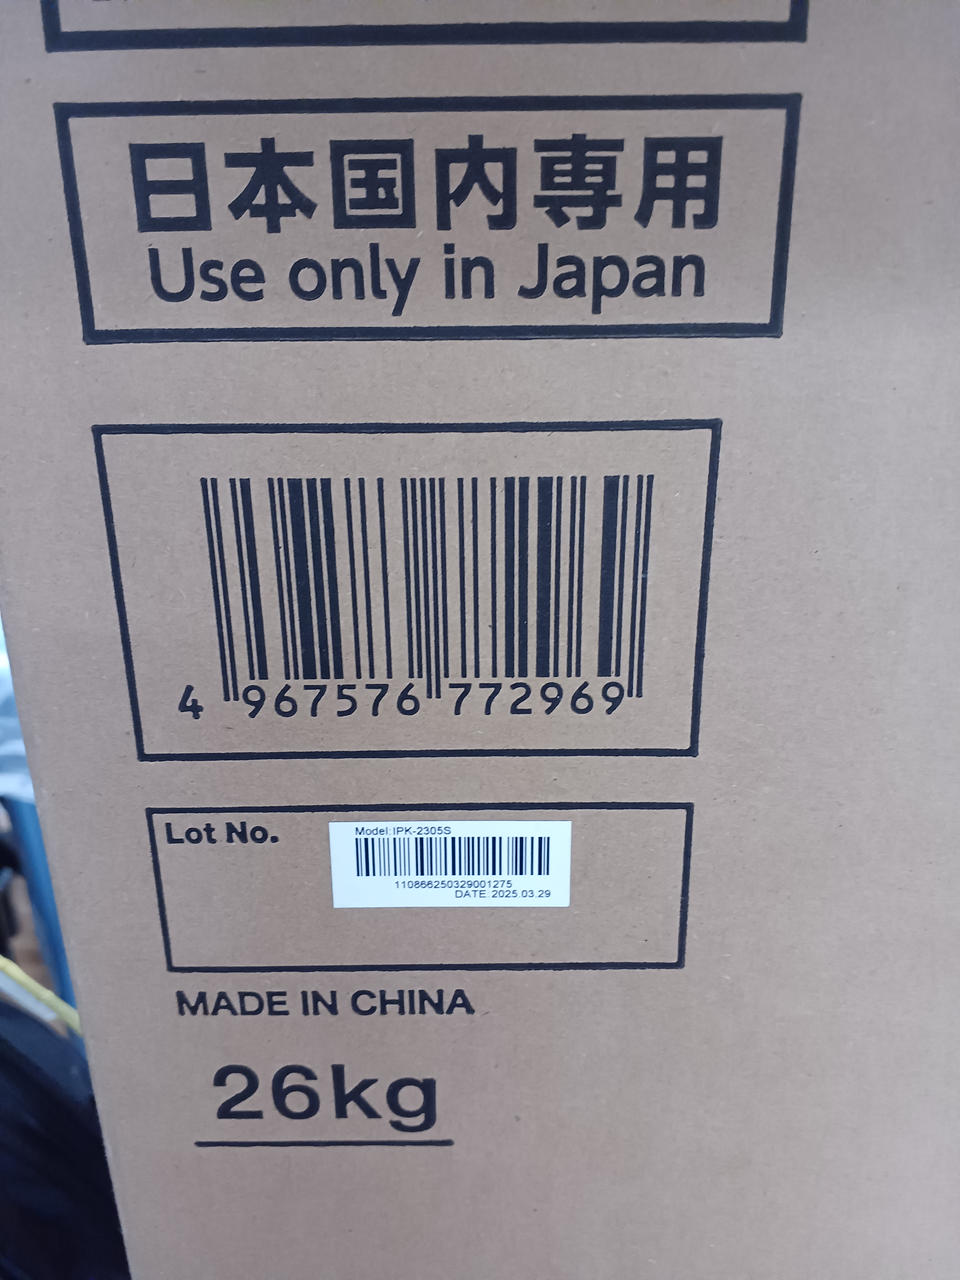 日本国内専用
Use only in Japan
4 967576 772969
Lot No.
Model:IPK-2305S
110866250329001275
DATE:2025.03.29
MADE IN CHINA
26kg